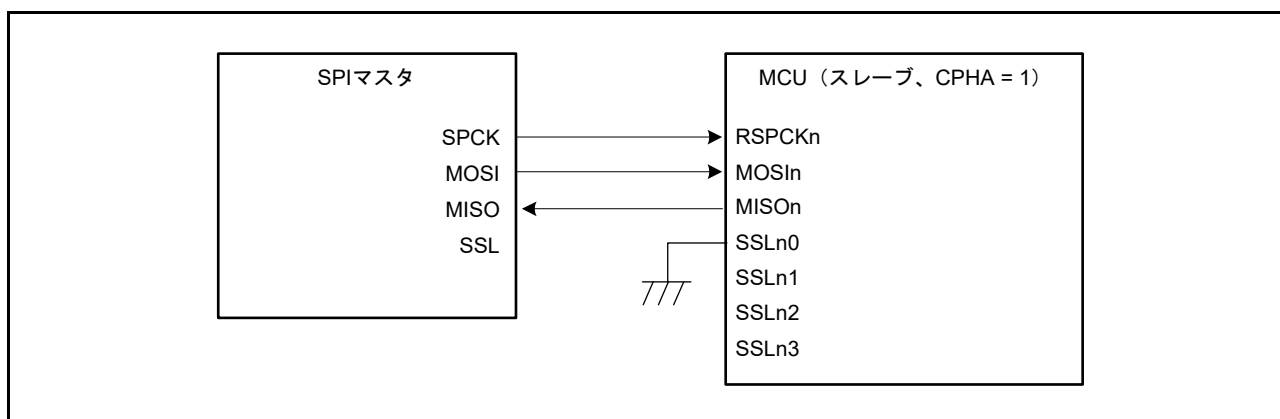 SPIマスタ
SPCK
MOSI
MISO
SSL
MCU（スレーブ、CPHA = 1）
RSPCKn
MOSIn
MISOn
SSLn0
SSLn1
SSLn2
SSLn3